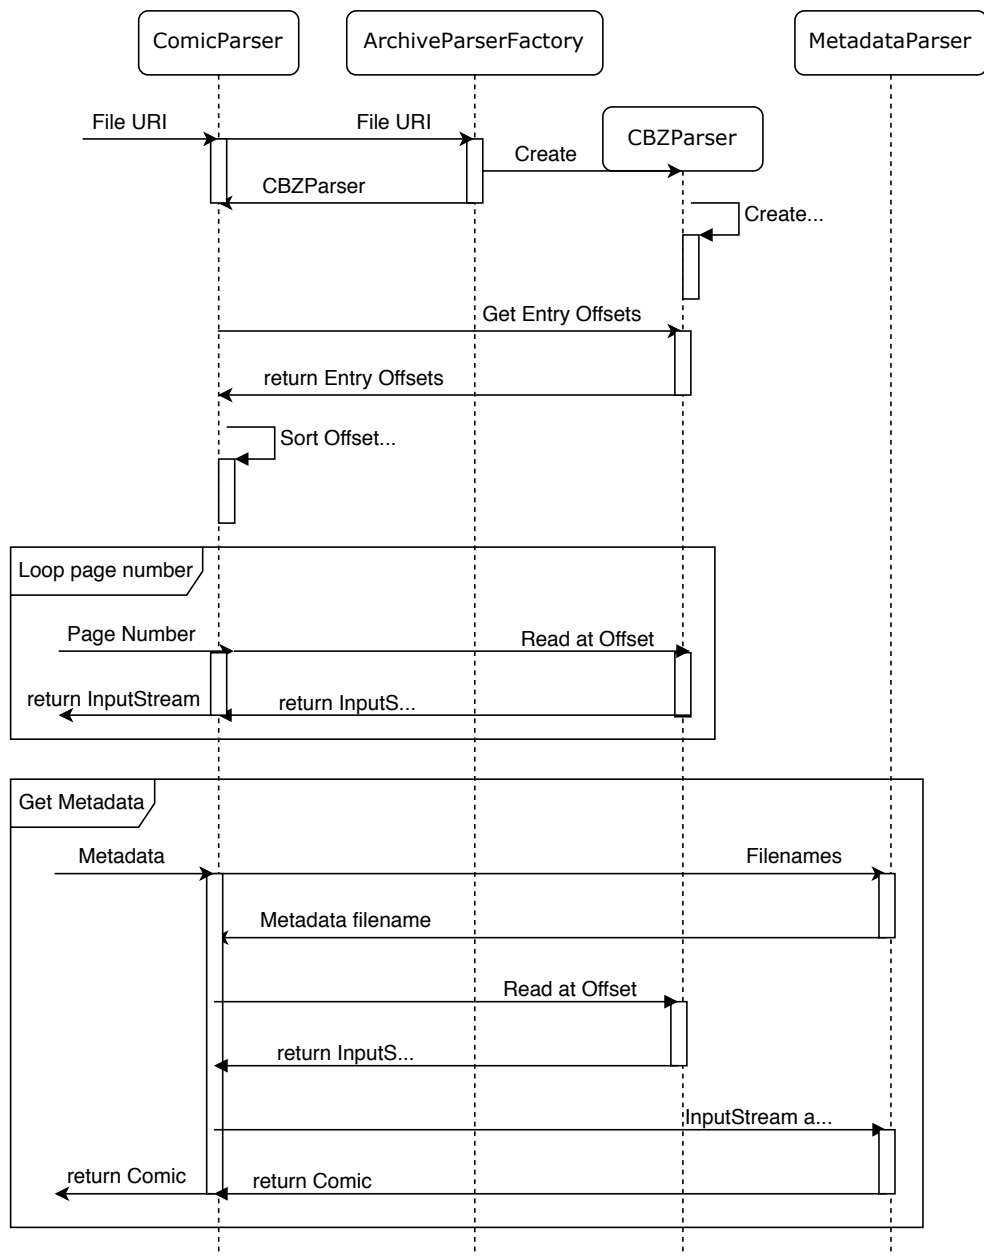 ComicParser
ArchiveParserFactory
MetadataParser
File URI
File URI
CBZParser
Create
CBZParser
Create...
Get Entry Offsets
return Entry Offsets
Sort Offset...
Loop page number
Page Number
Read at Offset
return InputStream
return InputS...
Get Metadata
Metadata
Filenames
Metadata filename
Read at Offset
return InputS...
InputStream a...
return Comic
return Comic